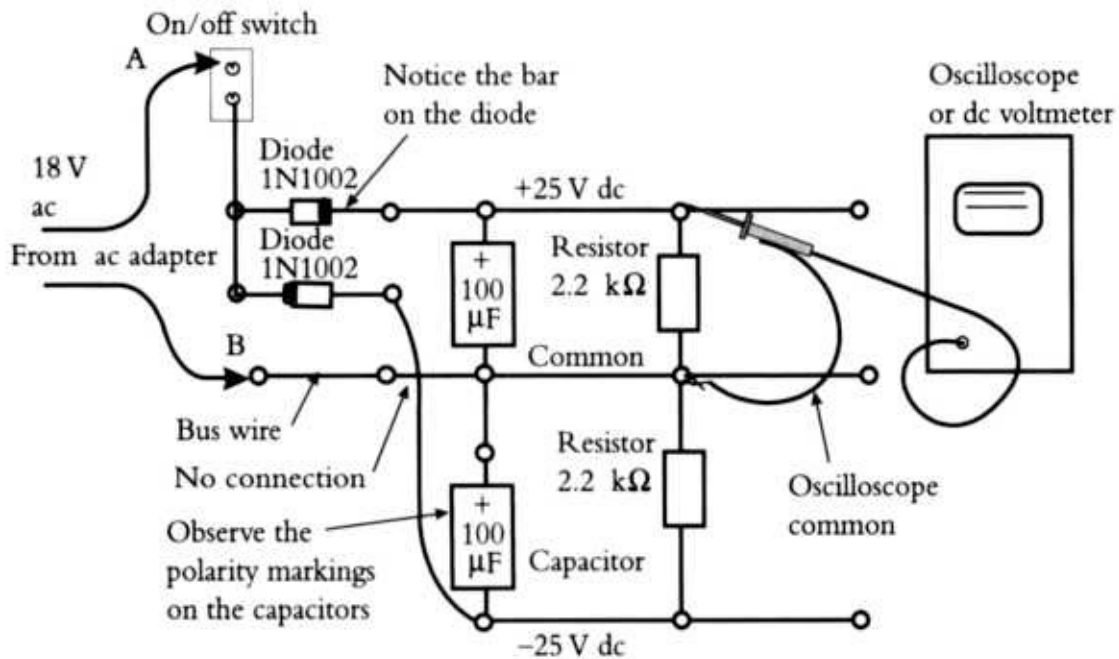 On/off switch
A
Notice the bar
on the diode
Oscilloscope
or dc voltmeter
18 V
ac
Diode
1N1002
+25 V dc
From ac adapter
Diode
1N1002
+
100
µF
Resistor
2.2 kΩ
B
Common
Bus wire
No connection
Resistor
2.2 kΩ
Oscilloscope
common
Observe the
polarity markings
on the capacitors
+
100
µF
Capacitor
−25 V dc